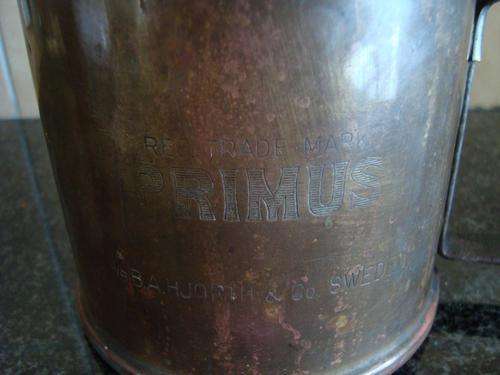 REG. TRADE MARK
PRIMUS
B.A. HJORTH & Co. SWEDEN